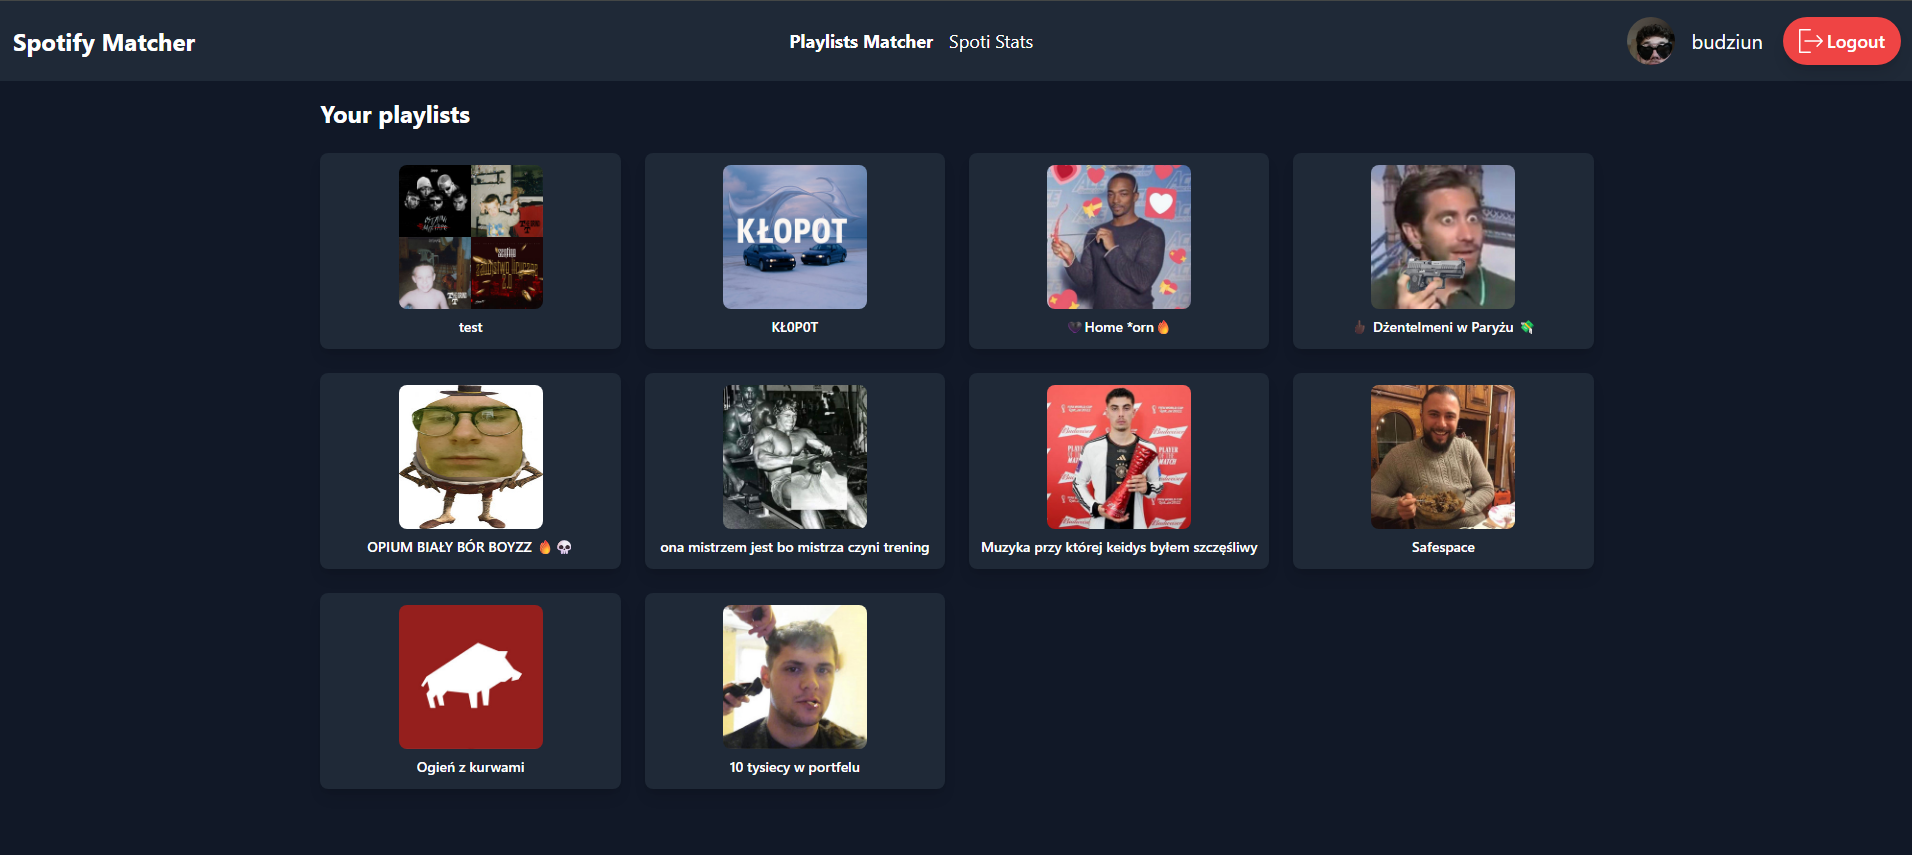 Spotify Matcher
Playlists Matcher
Spoti Stats
budziun
Logout
Your playlists
KŁOPOT
test
KŁOPOT
🖤Home *orn🔥
🖕🏿 Dżentelmeni w Paryżu 💸
PLAYER
MATCH
OPIUM BIAŁY BÓR BOYZZ 🔥 💀
ona mistrzem jest bo mistrza czyni trening
Muzyka przy której keidys byłem szczęśliwy
Safespace
Ogień z kurwami
10 tysiecy w portfelu